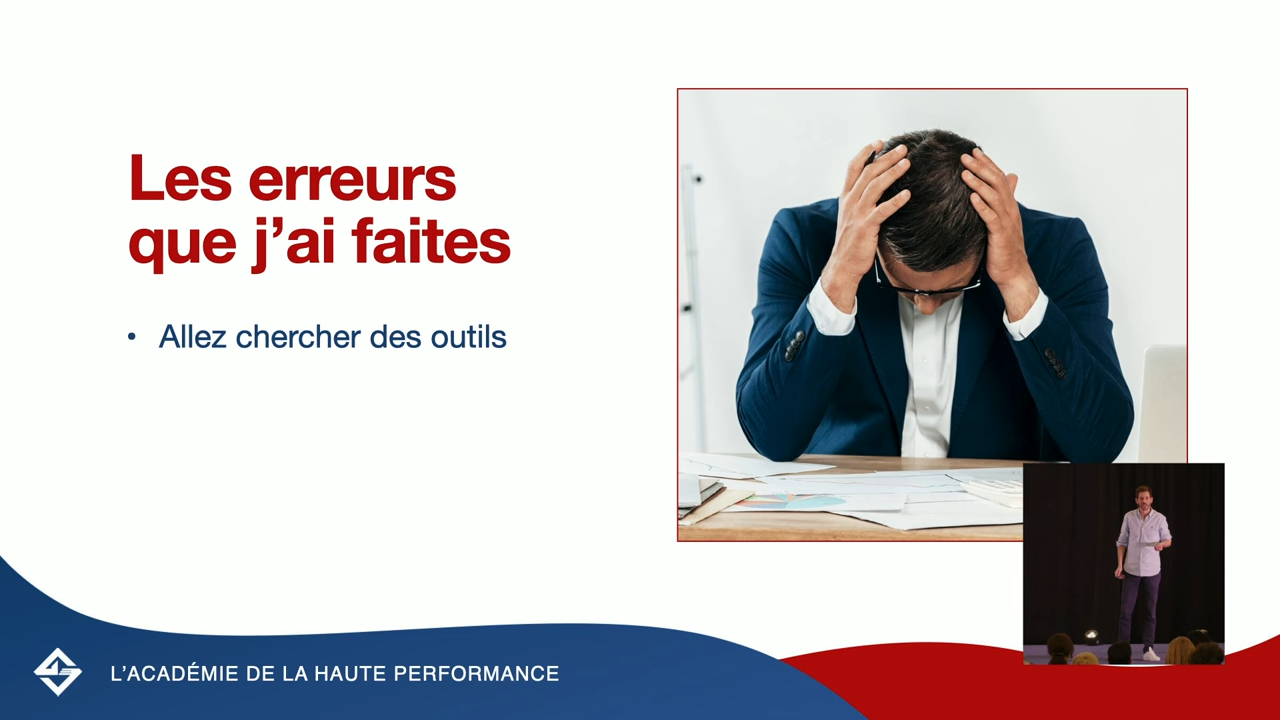 Les erreurs
que j’ai faites
• Allez chercher des outils
L’ACADÉMIE DE LA HAUTE PERFORMANCE